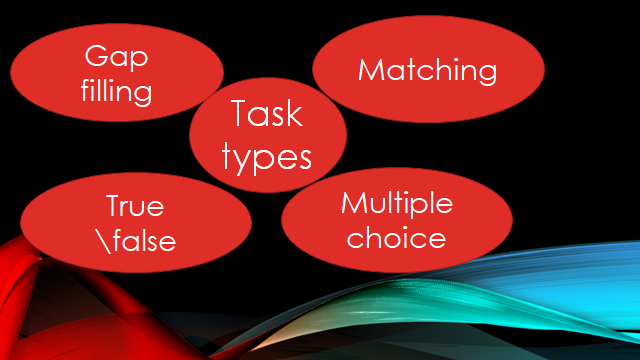 Gap
filling
Matching
Task
types
True
\false
Multiple
choice